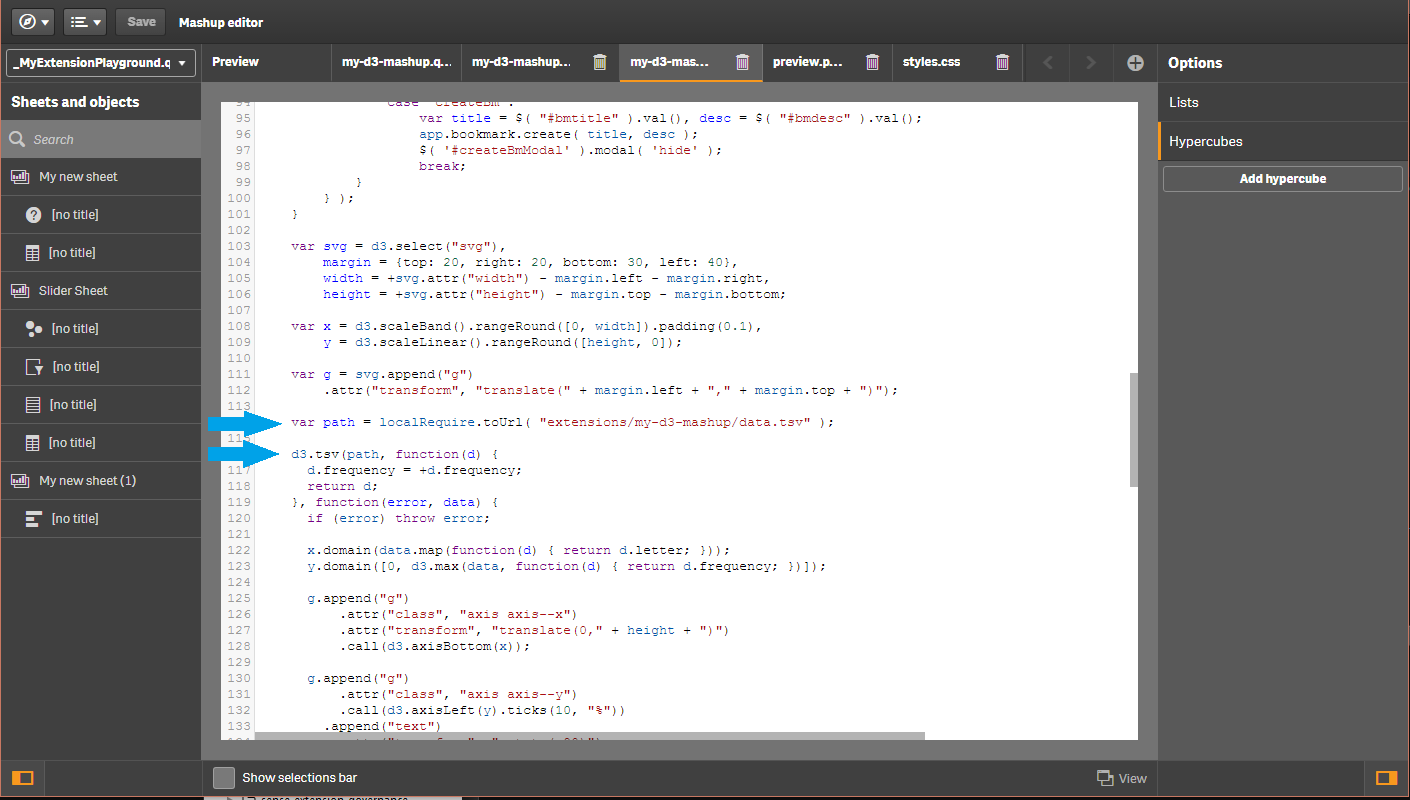 Save
Mashup editor
_MyExtensionPlayground.q
Preview
my-d3-mashup.q...
my-d3-mashup...
my-d3-mas...
preview.p...
styles.css
Options
Sheets and objects
Search
My new sheet
[no title]
[no title]
Slider Sheet
[no title]
[no title]
[no title]
[no title]
My new sheet (1)
[no title]
94 case 'createBm':
95 var title = $( "#bmtitle" ).val(), desc = $( "#bmdesc" ).val();
96 app.bookmark.create( title, desc );
97 $( '#createBmModal' ).modal( 'hide' );
98 break;
99 }
100 } );
101 }
102
103 var svg = d3.select("svg"),
104 margin = {top: 20, right: 20, bottom: 30, left: 40},
105 width = +svg.attr("width") - margin.left - margin.right,
106 height = +svg.attr("height") - margin.top - margin.bottom;
107
108 var x = d3.scaleBand().rangeRound([0, width]).padding(0.1),
109 y = d3.scaleLinear().rangeRound([height, 0]);
110
111 var g = svg.append("g")
112 .attr("transform", "translate(" + margin.left + "," + margin.top + ")");
113
var path = localRequire.toUrl( "extensions/my-d3-mashup/data.tsv" );
115
d3.tsv(path, function(d) {
117 d.frequency = +d.frequency;
118 return d;
119 }, function(error, data) {
120 if (error) throw error;
121
122 x.domain(data.map(function(d) { return d.letter; }));
123 y.domain([0, d3.max(data, function(d) { return d.frequency; })]);
124
125 g.append("g")
126 .attr("class", "axis axis--x")
127 .attr("transform", "translate(0," + height + ")")
128 .call(d3.axisBottom(x));
129
130 g.append("g")
131 .attr("class", "axis axis--y")
132 .call(d3.axisLeft(y).ticks(10, "%"))
133 .append("text")
Lists
Hypercubes
Add hypercube
Show selections bar
View